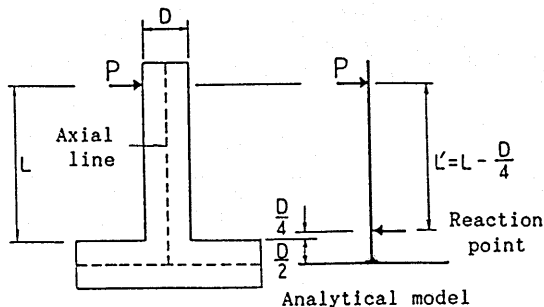 D
P
P
Axial
line
L
L'=L-D/4
D/4
Reaction
point
D/2
Analytical model